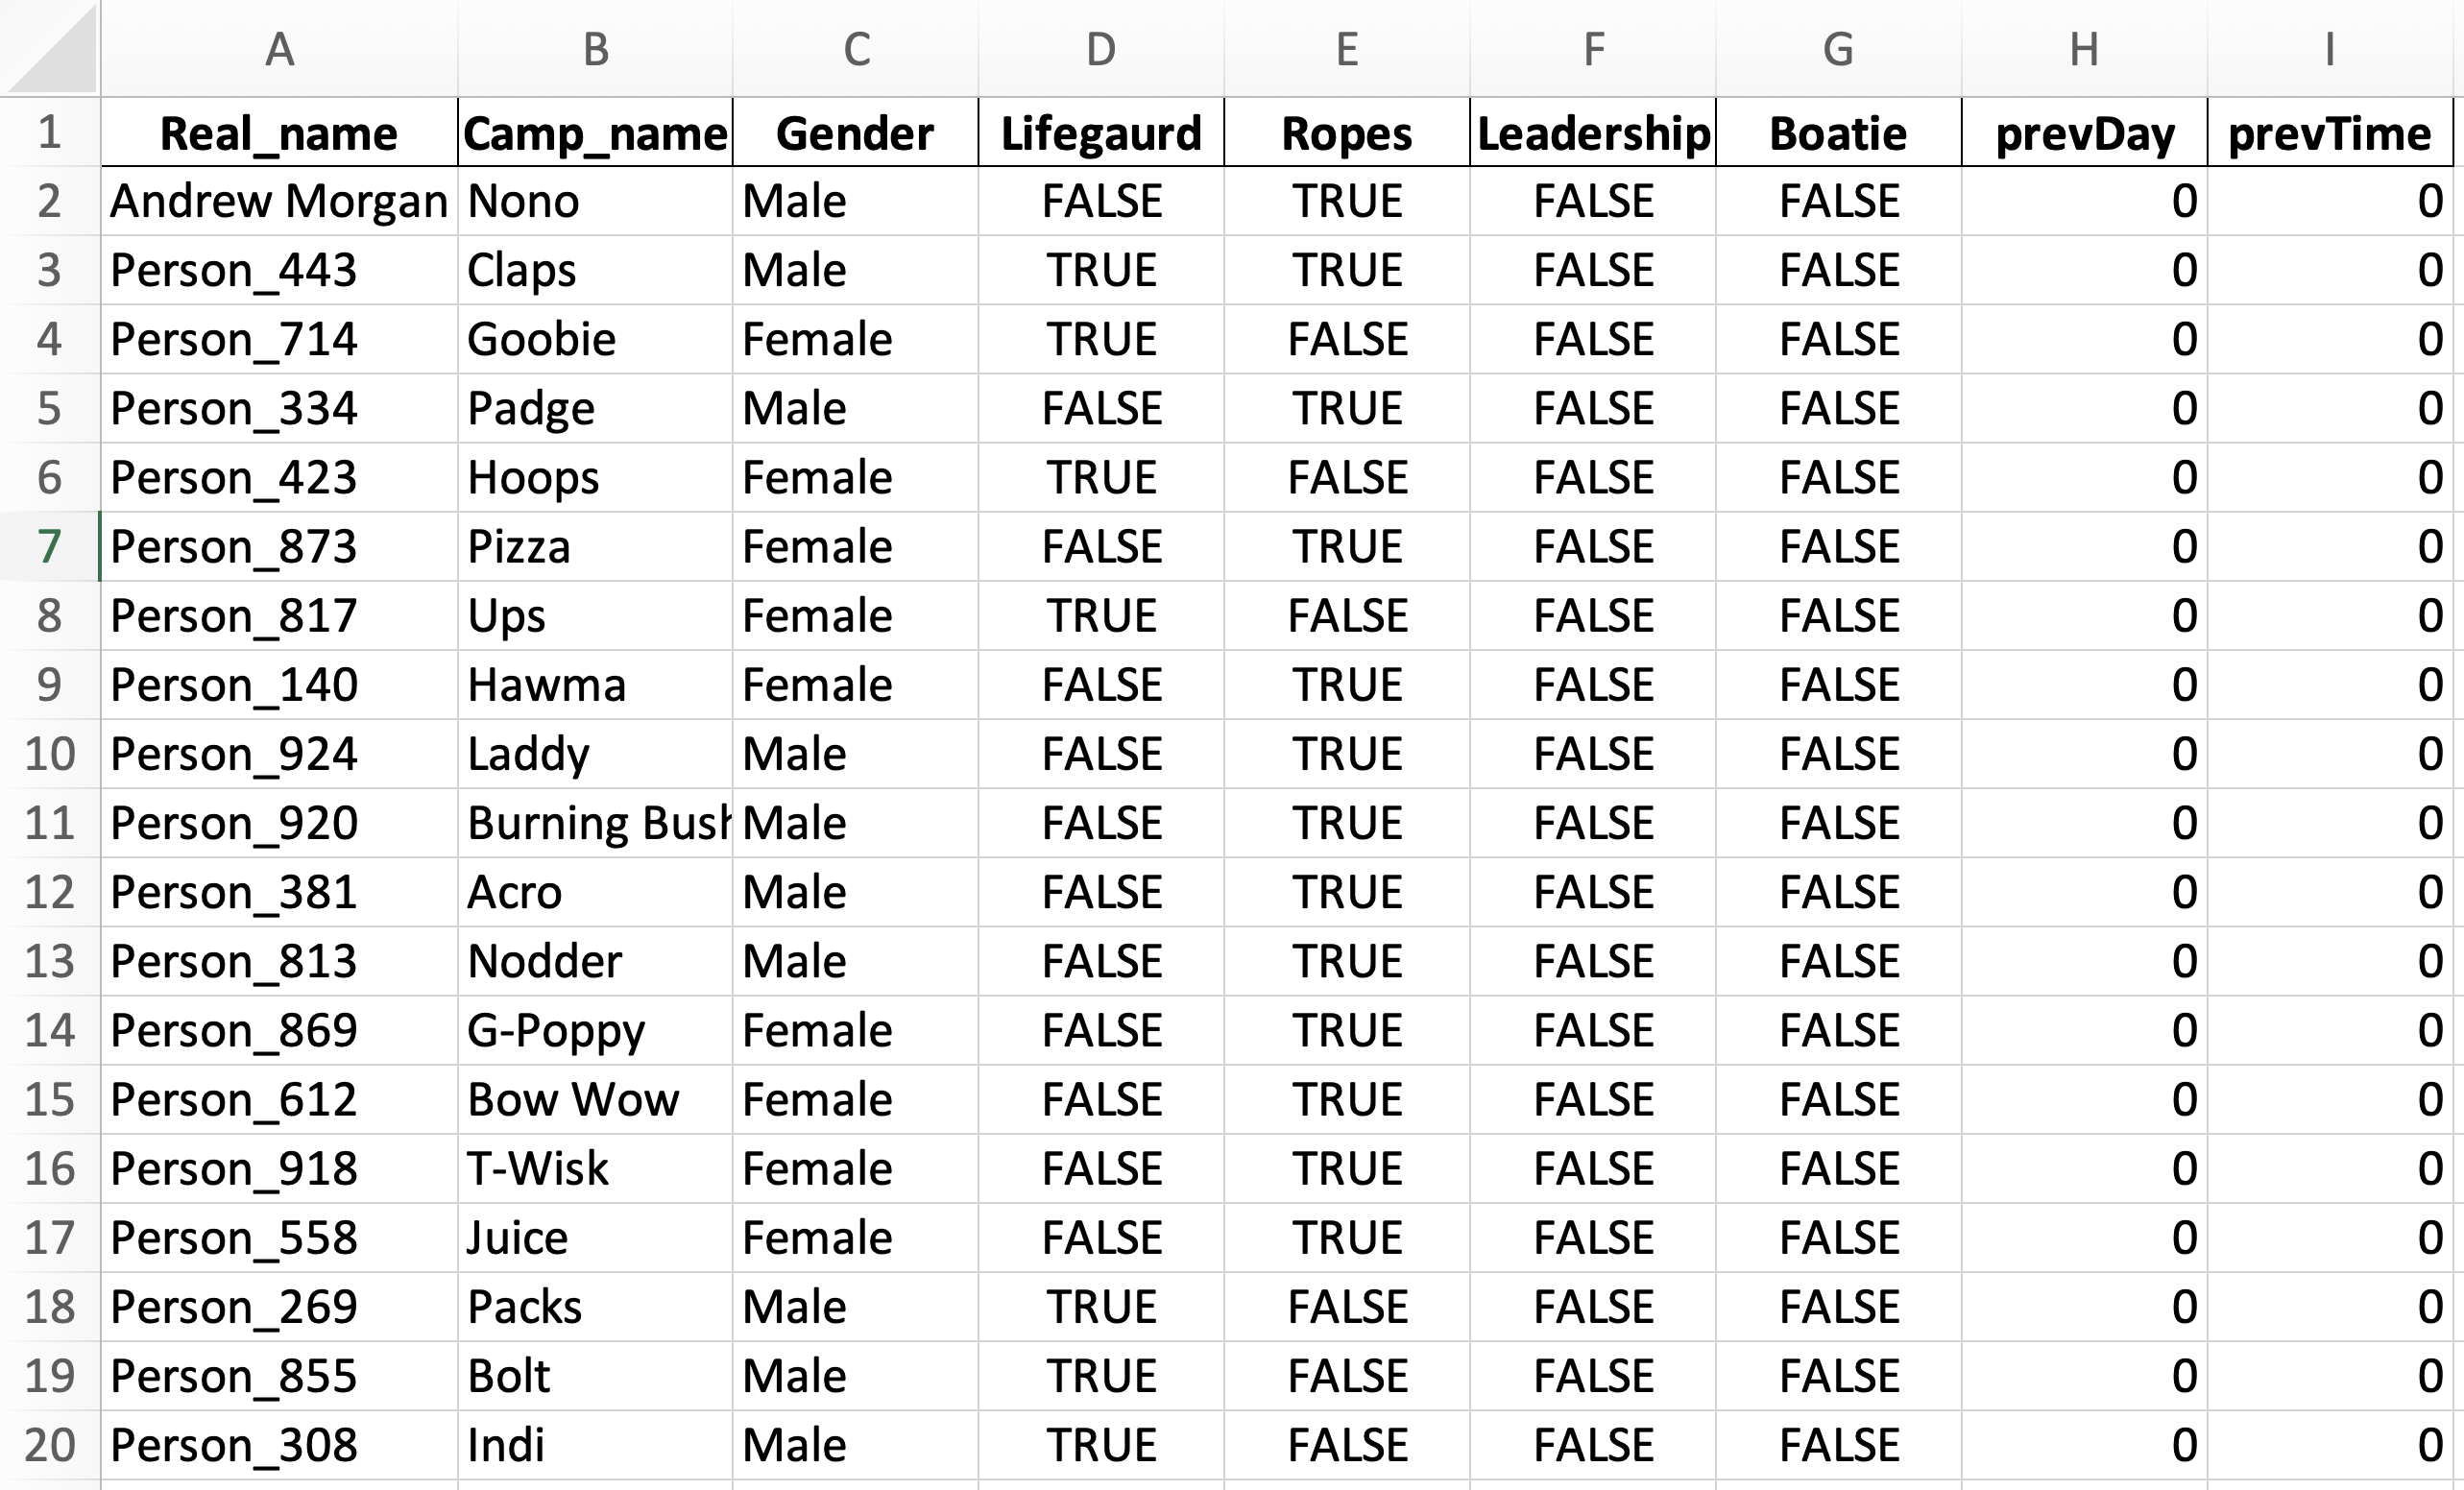 A B C D E F G H I
1 Real_name Camp_name Gender Lifegaurd Ropes Leadership Boatie prevDay prevTime
2 Andrew Morgan Nono Male FALSE TRUE FALSE FALSE 0 0
3 Person_443 Claps Male TRUE TRUE FALSE FALSE 0 0
4 Person_714 Goobie Female TRUE FALSE FALSE FALSE 0 0
5 Person_334 Padge Male FALSE TRUE FALSE FALSE 0 0
6 Person_423 Hoops Female TRUE FALSE FALSE FALSE 0 0
7 Person_873 Pizza Female FALSE TRUE FALSE FALSE 0 0
8 Person_817 Ups Female TRUE FALSE FALSE FALSE 0 0
9 Person_140 Hawma Female FALSE TRUE FALSE FALSE 0 0
10 Person_924 Laddy Male FALSE TRUE FALSE FALSE 0 0
11 Person_920 Burning Bush Male FALSE TRUE FALSE FALSE 0 0
12 Person_381 Acro Male FALSE TRUE FALSE FALSE 0 0
13 Person_813 Nodder Male FALSE TRUE FALSE FALSE 0 0
14 Person_869 G-Poppy Female FALSE TRUE FALSE FALSE 0 0
15 Person_612 Bow Wow Female FALSE TRUE FALSE FALSE 0 0
16 Person_918 T-Wisk Female FALSE TRUE FALSE FALSE 0 0
17 Person_558 Juice Female FALSE TRUE FALSE FALSE 0 0
18 Person_269 Packs Male TRUE FALSE FALSE FALSE 0 0
19 Person_855 Bolt Male TRUE FALSE FALSE FALSE 0 0
20 Person_308 Indi Male TRUE FALSE FALSE FALSE 0 0